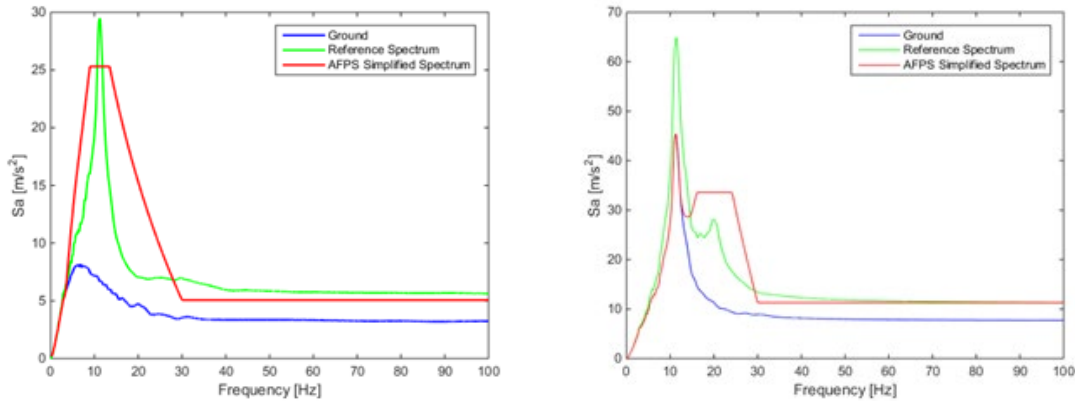 30
25
20
15
10
5
0
Sa [m/s²]
0 10 20 30 40 50 60 70 80 90 100
Frequency [Hz]
Ground
Reference Spectrum
AFPS Simplified Spectrum
70
60
50
40
30
20
10
0
Sa [m/s²]
0 10 20 30 40 50 60 70 80 90 100
Frequency [Hz]
Ground
Reference Spectrum
AFPS Simplified Spectrum